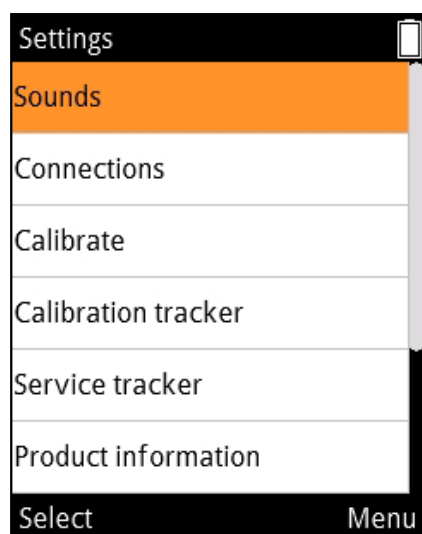 Settings
Sounds
Connections
Calibrate
Calibration tracker
Service tracker
Product information
Select Menu